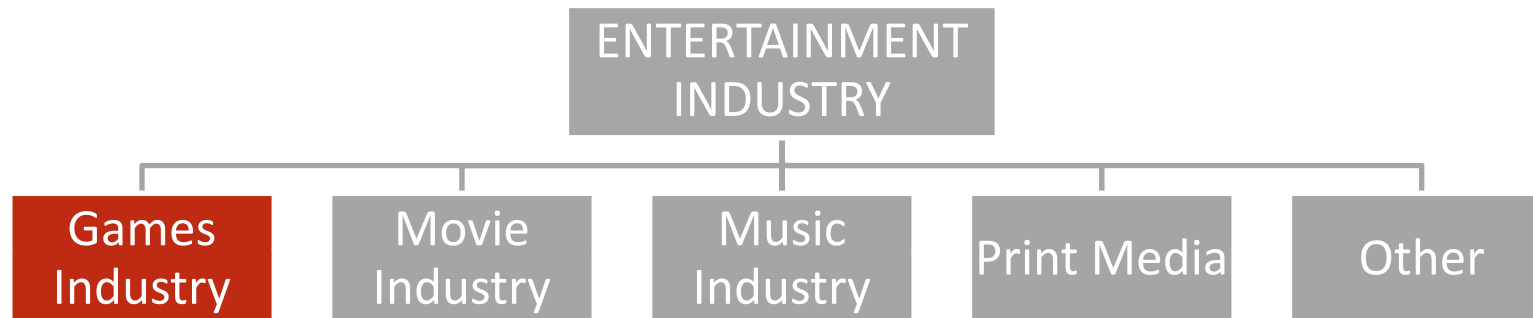 ENTERTAINMENT
INDUSTRY
Games
Industry
Movie
Industry
Music
Industry
Print Media
Other